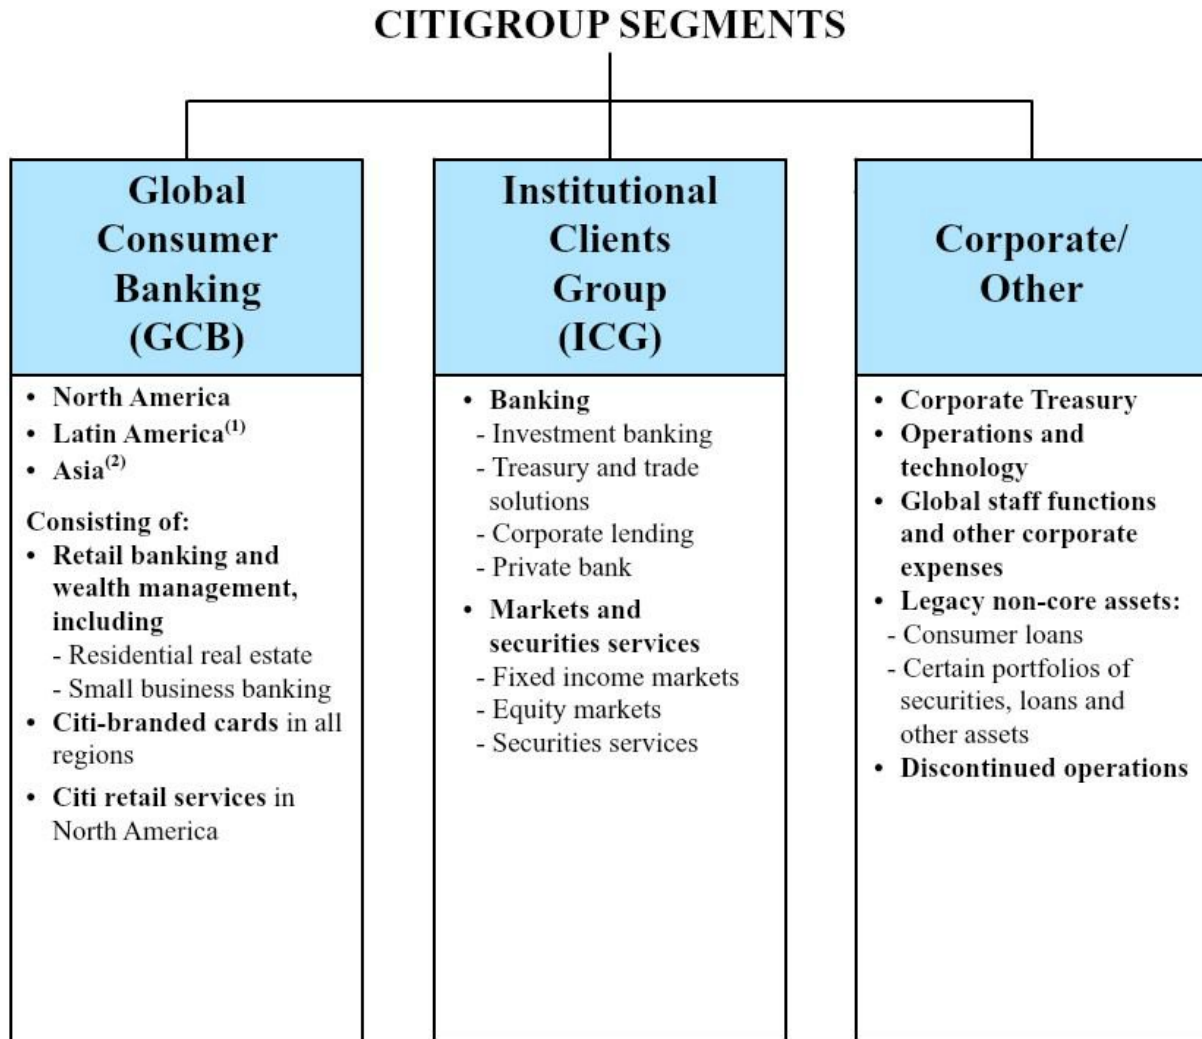 CITIGROUP SEGMENTS
Global
Consumer
Banking
(GCB)
• North America
• Latin America(1)
• Asia(2)
Consisting of:
• Retail banking and
wealth management,
including
- Residential real estate
- Small business banking
• Citi-branded cards in all
regions
• Citi retail services in
North America
Institutional
Clients
Group
(ICG)
• Banking
- Investment banking
- Treasury and trade
solutions
- Corporate lending
- Private bank
• Markets and
securities services
- Fixed income markets
- Equity markets
- Securities services
Corporate/
Other
• Corporate Treasury
• Operations and
technology
• Global staff functions
and other corporate
expenses
• Legacy non-core assets:
- Consumer loans
- Certain portfolios of
securities, loans and
other assets
• Discontinued operations